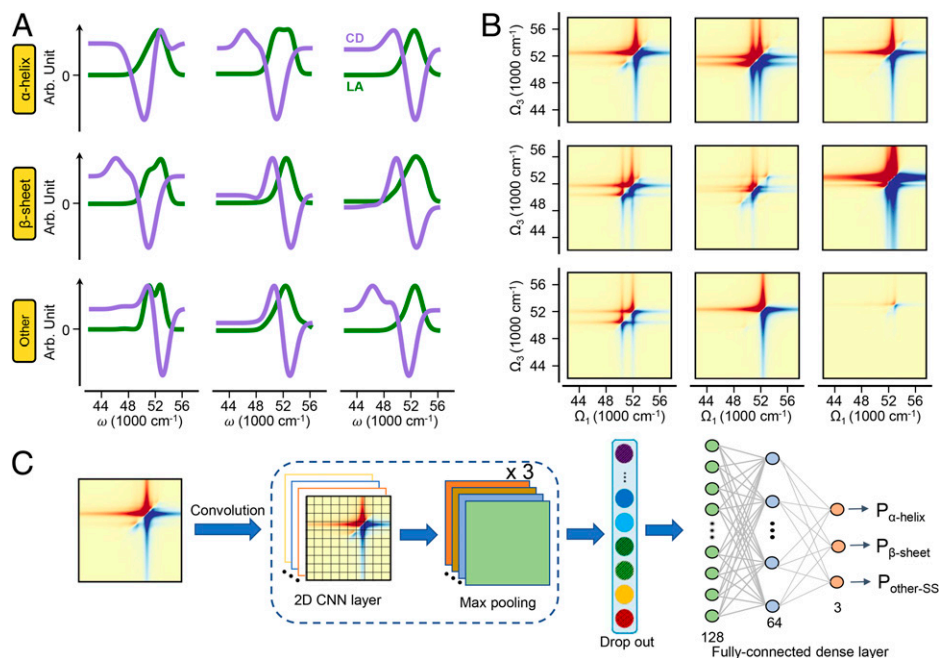 A
α-helix
Arb. Unit
0
CD
LA
β-sheet
Arb. Unit
0
Other
Arb. Unit
0
44 48 52 56
ω (1000 cm⁻¹)
44 48 52 56
ω (1000 cm⁻¹)
44 48 52 56
ω (1000 cm⁻¹)
B
Ω₃ (1000 cm⁻¹)
56
52
48
44
Ω₃ (1000 cm⁻¹)
56
52
48
44
Ω₃ (1000 cm⁻¹)
56
52
48
44
44 48 52 56
Ω₁ (1000 cm⁻¹)
44 48 52 56
Ω₁ (1000 cm⁻¹)
44 48 52 56
Ω₁ (1000 cm⁻¹)
C
Convolution
2D CNN layer
x 3
Max pooling
Drop out
128
64
3
Pα-helix
Pβ-sheet
Pother-SS
Fully-connected dense layer